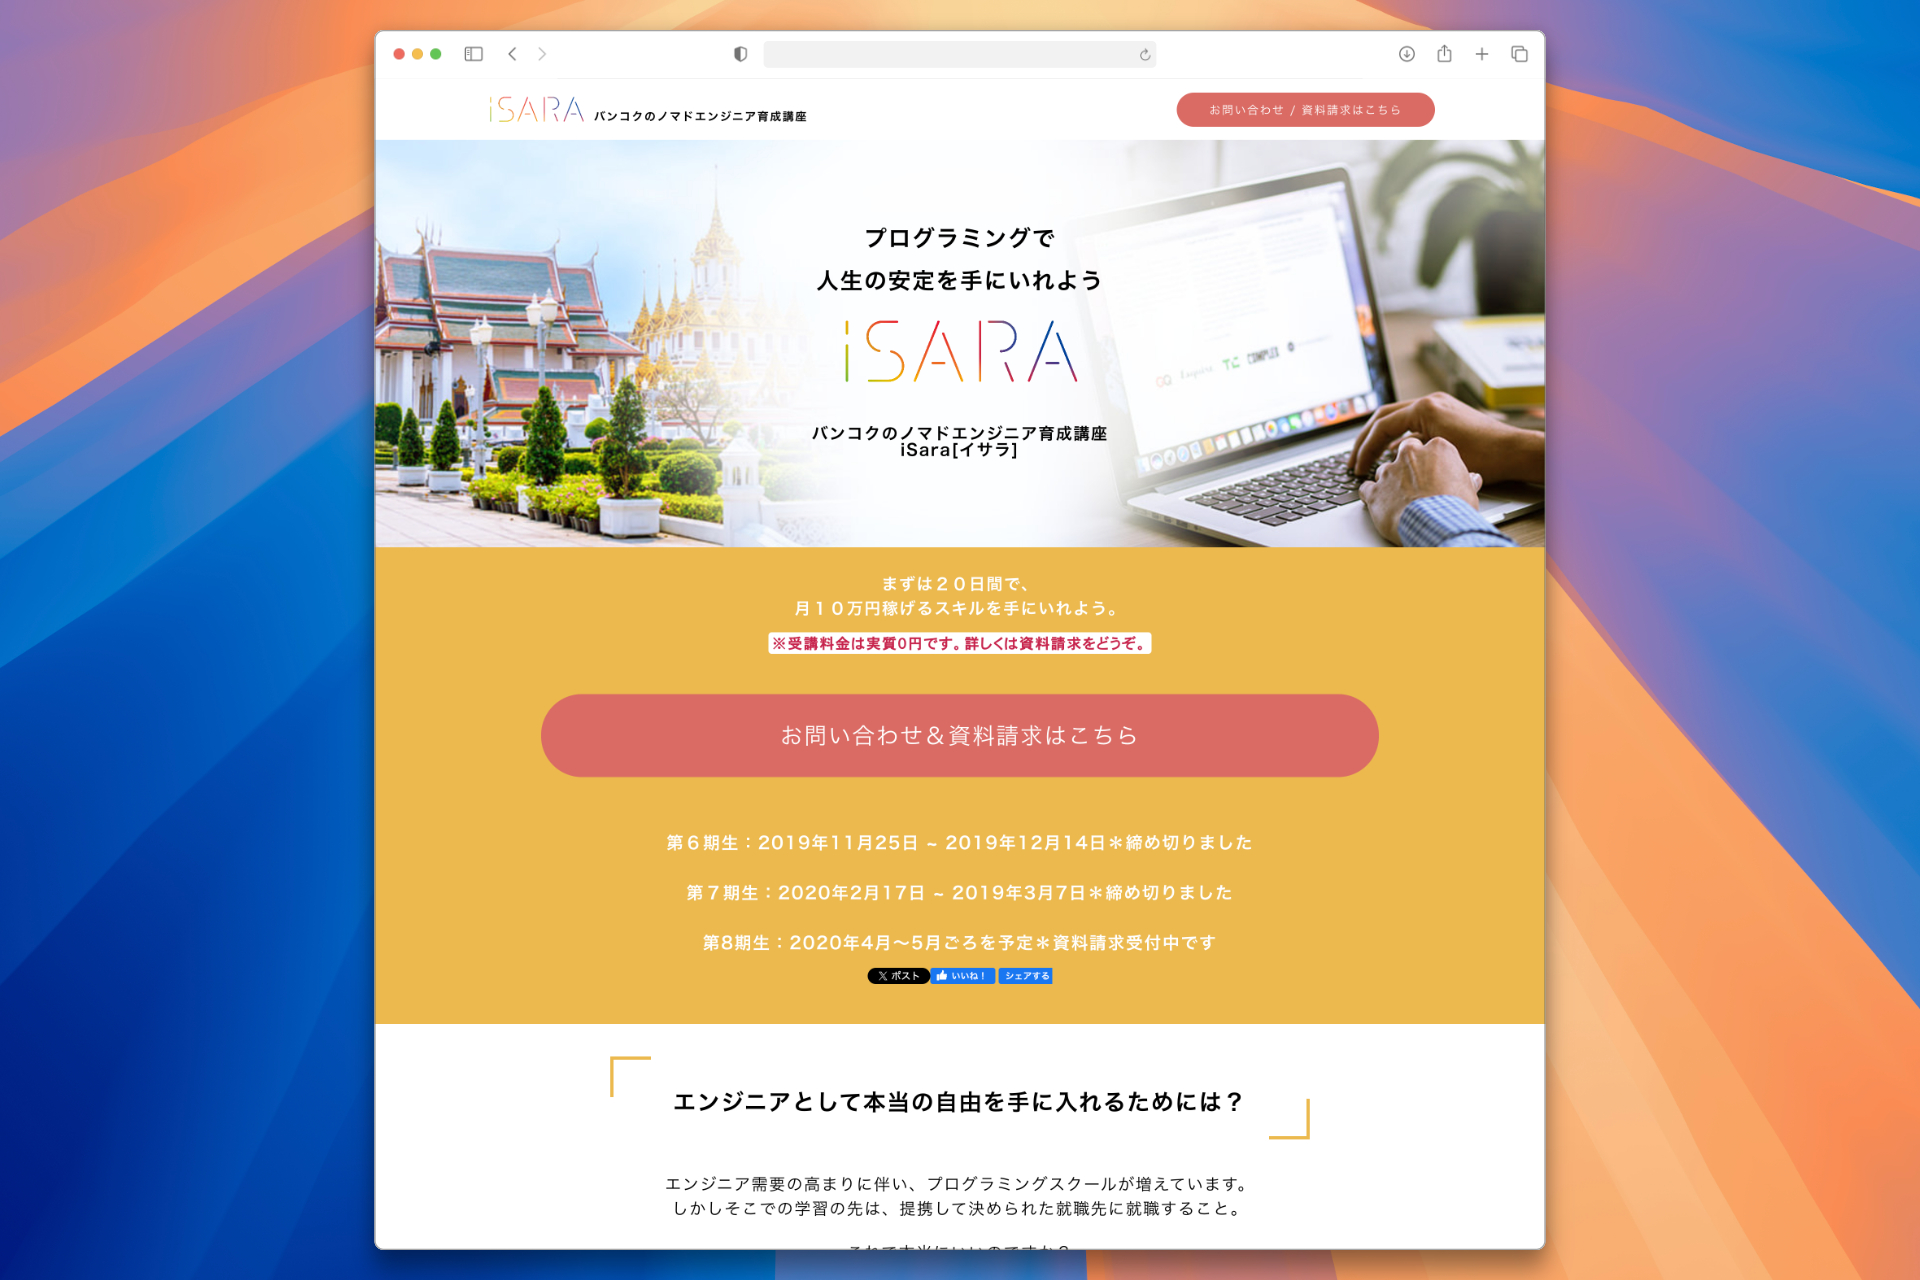 iSARA バンコクのノマドエンジニア育成講座
お問い合わせ / 資料請求はこちら
プログラミングで
人生の安定を手にいれよう
iSARA
バンコクのノマドエンジニア育成講座
iSara[イサラ]
まずは２０日間で、
月１０万円稼げるスキルを手にいれよう。
※受講料金は実質0円です。詳しくは資料請求をどうぞ。
お問い合わせ＆資料請求はこちら
第６期生：2019年11月25日 ~ 2019年12月14日＊締め切りました
第７期生：2020年2月17日 ~ 2019年3月7日＊締め切りました
第8期生：2020年4月〜5月ごろを予定＊資料請求受付中です
X ポスト いいね！ シェアする
エンジニアとして本当の自由を手に入れるためには？
エンジニア需要の高まりに伴い、プログラミングスクールが増えています。
しかしそこでの学習の先は、提携して決められた就職先に就職すること。